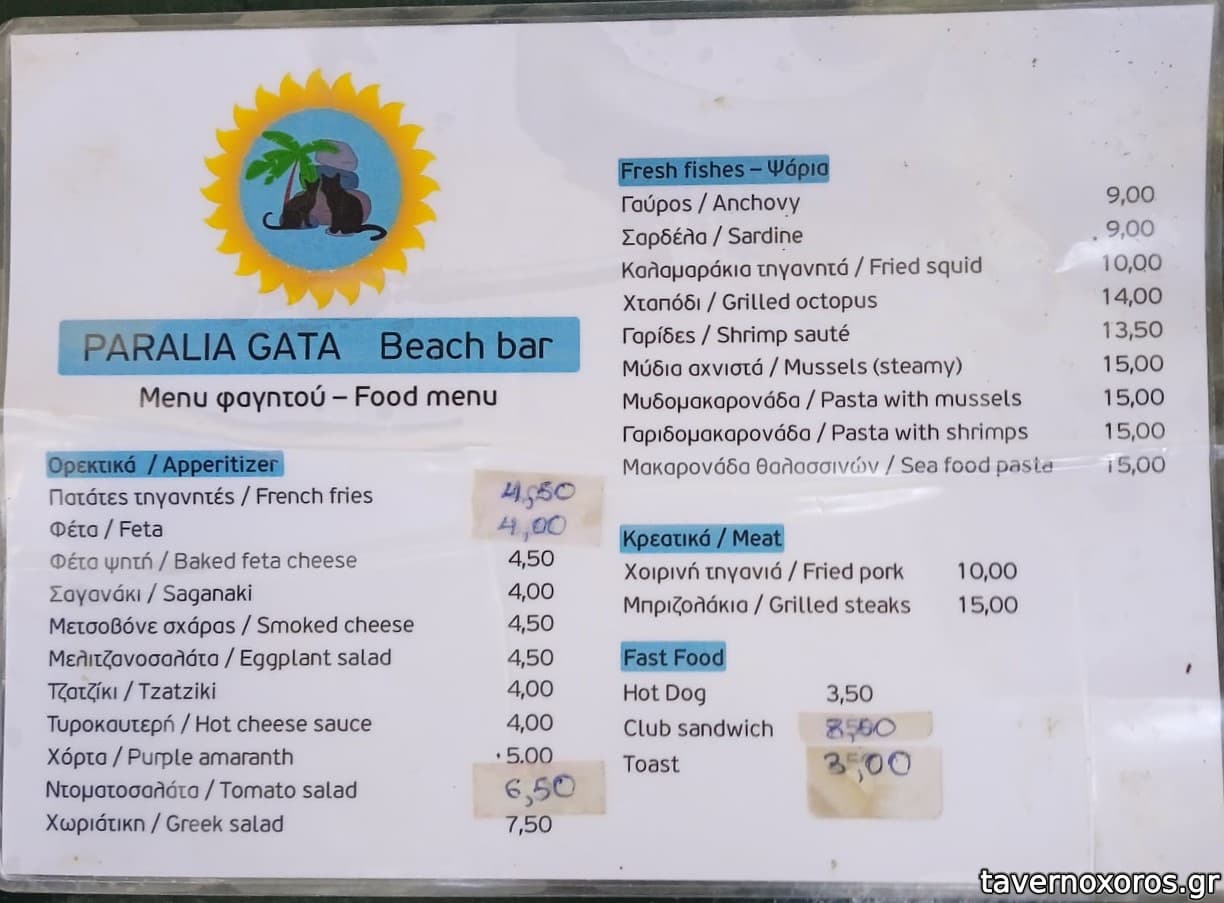 PARALIA GATA Beach bar
Menu φαγητού – Food menu
Ορεκτικά / Apperitizer
Πατάτες τηγανητές / French fries 4,50
Φέτα / Feta 4,00
Φέτα ψητή / Baked feta cheese 4,50
Σαγανάκι / Saganaki 4,00
Μετσοβόνε σχάρας / Smoked cheese 4,50
Μελιτζανοσαλάτα / Eggplant salad 4,50
Τζατζίκι / Tzatziki 4,00
Τυροκαυτερή / Hot cheese sauce 4,00
Χόρτα / Purple amaranth 5.00
Ντοματοσαλάτα / Tomato salad 6,50
Χωριάτικη / Greek salad 7,50
Fresh fishes – Ψάρια
Γαύρος / Anchovy 9,00
Σαρδέλα / Sardine 9,00
Καλαμαράκια τηγανητά / Fried squid 10,00
Χταπόδι / Grilled octopus 14,00
Γαρίδες / Shrimp sauté 13,50
Μύδια αχνιστά / Mussels (steamy) 15,00
Μυδομακαρονάδα / Pasta with mussels 15,00
Γαριδομακαρονάδα / Pasta with shrimps 15,00
Μακαρονάδα θαλασσινών / Sea food pasta 15,00
Κρεατικά / Meat
Χοιρινή τηγανιά / Fried pork 10,00
Μπριζολάκια / Grilled steaks 15,00
Fast Food
Hot Dog 3,50
Club sandwich
Toast 3,00
tavernoxoros.gr